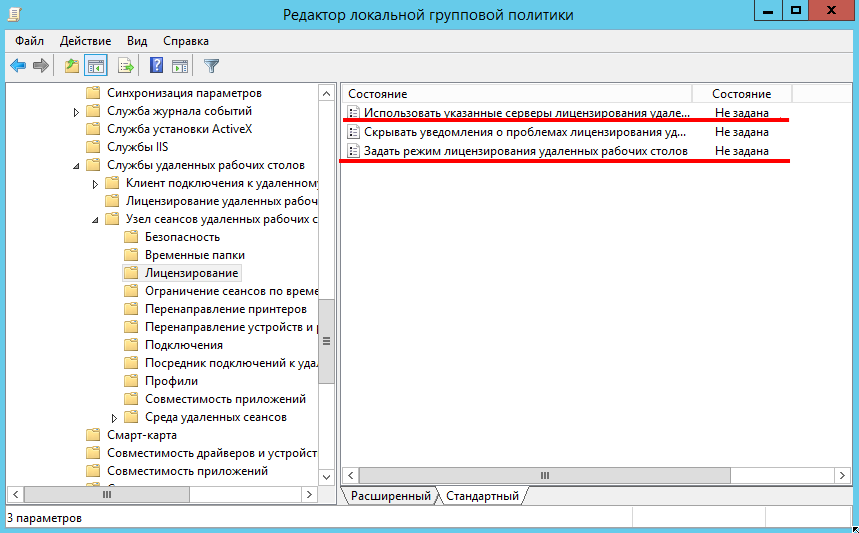 Редактор локальной групповой политики
Файл Действие Вид Справка
Синхронизация параметров
Служба журнала событий
Служба установки ActiveX
Службы IIS
Службы удаленных рабочих столов
Клиент подключения к удаленному
Лицензирование удаленных рабоч
Узел сеансов удаленных рабочих с
Безопасность
Временные папки
Лицензирование
Ограничение сеансов по време
Перенаправление принтеров
Перенаправление устройств и р
Подключения
Посредник подключений к удал
Профили
Совместимость приложений
Среда удаленных сеансов
Смарт-карта
Совместимость драйверов и устройст
Совместимость приложений
Состояние Состояние
Использовать указанные серверы лицензирования удале... Не задана
Скрывать уведомления о проблемах лицензирования уд... Не задана
Задать режим лицензирования удаленных рабочих столов Не задана
Расширенный Стандартный
3 параметров